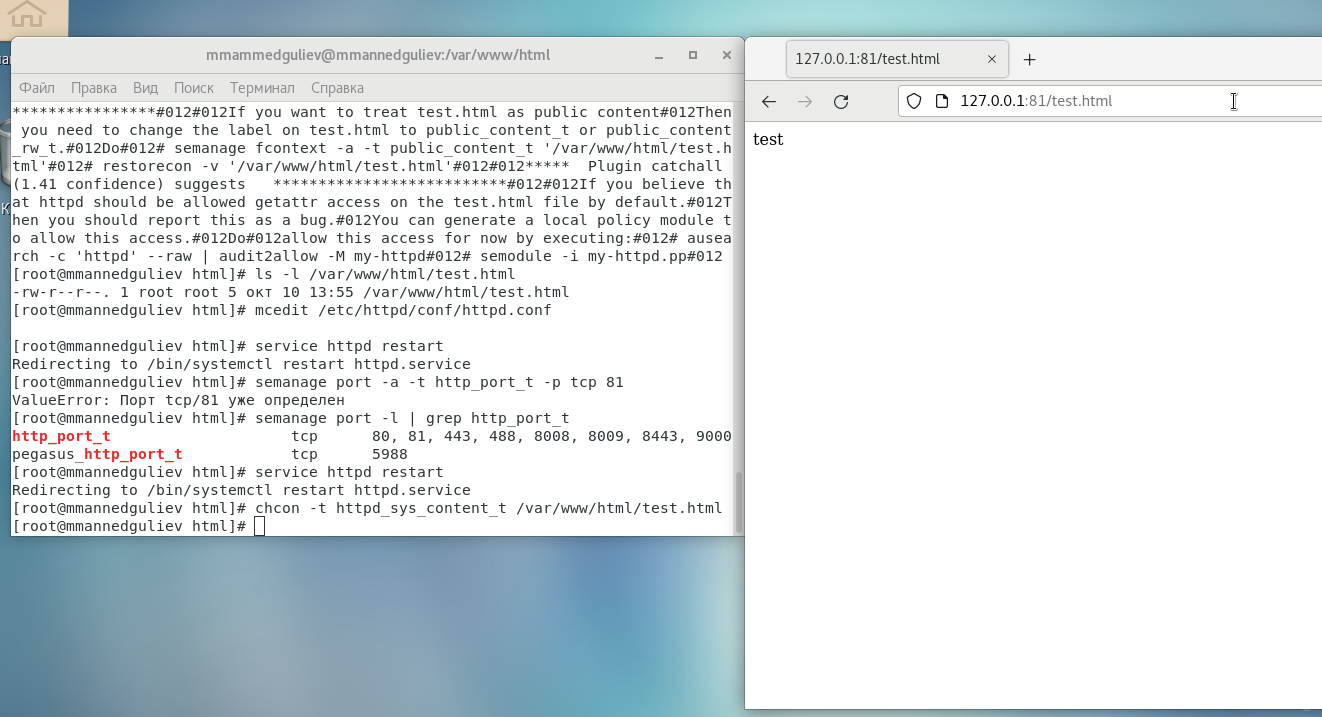 mmammedguliev@mmannedguliev:/var/www/html
Файл Правка Вид Поиск Терминал Справка
****************#012#012If you want to treat test.html as public content#012Then
 you need to change the label on test.html to public_content_t or public_content
_rw_t.#012Do#012# semanage fcontext -a -t public_content_t '/var/www/html/test.h
tml'#012# restorecon -v '/var/www/html/test.html'#012#012*****  Plugin catchall
(1.41 confidence) suggests   **************************#012#012If you believe th
at httpd should be allowed getattr access on the test.html file by default.#012T
hen you should report this as a bug.#012You can generate a local policy module t
o allow this access.#012Do#012allow this access for now by executing:#012# ausea
rch -c 'httpd' --raw | audit2allow -M my-httpd#012# semodule -i my-httpd.pp#012
[root@mmannedguliev html]# ls -l /var/www/html/test.html
-rw-r--r--. 1 root root 5 окт 10 13:55 /var/www/html/test.html
[root@mmannedguliev html]# mcedit /etc/httpd/conf/httpd.conf
[root@mmannedguliev html]# service httpd restart
Redirecting to /bin/systemctl restart httpd.service
[root@mmannedguliev html]# semanage port -a -t http_port_t -p tcp 81
ValueError: Порт tcp/81 уже определен
[root@mmannedguliev html]# semanage port -l | grep http_port_t
http_port_t                    tcp      80, 81, 443, 488, 8008, 8009, 8443, 9000
pegasus_http_port_t            tcp      5988
[root@mmannedguliev html]# service httpd restart
Redirecting to /bin/systemctl restart httpd.service
[root@mmannedguliev html]# chcon -t httpd_sys_content_t /var/www/html/test.html
[root@mmannedguliev html]#
127.0.0.1:81/test.html
127.0.0.1:81/test.html
test